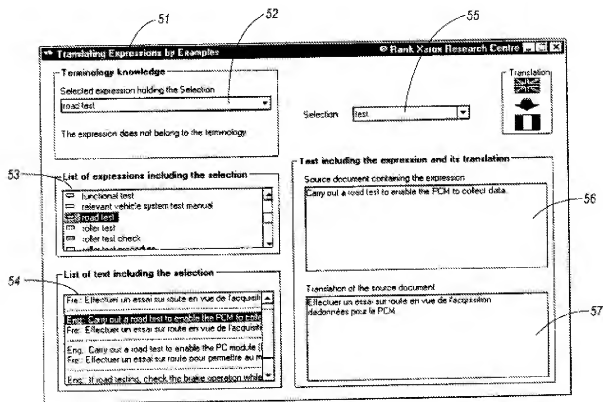 51
52
55
Translating Expressions by Examples
© Rank Xerox Research Centre
Terminology knowledge
Selected expression holding the Selection
road test
The expression does not belong to the terminology
Selection
test
Translation
53
List of expressions including the selection
functional test
relevant vehicle system test manual
road test
roller test
roller test check
roller test procedure
54
List of text including the selection
Fre.: Effectuer un essai sur route en vue de l'acquisiti
Eng.: Carry out a road test to enable the PCM to colle
Fre.: Effectuer un essai sur route en vue de l'acquisiti
Eng.: Carry out a road test to enable the PC module (
Fre.: Effectuer un essai sur route pour permettre au m
Eng.: If road testing, check the brake operation while
Text including the expression and its translation
Source document containing the expression
Carry out a road test to enable the PCM to collect data.
56
Translation of the source document
Effectuer un essai sur route en vue de l'acquisition
dadonnées pour le PCM
57